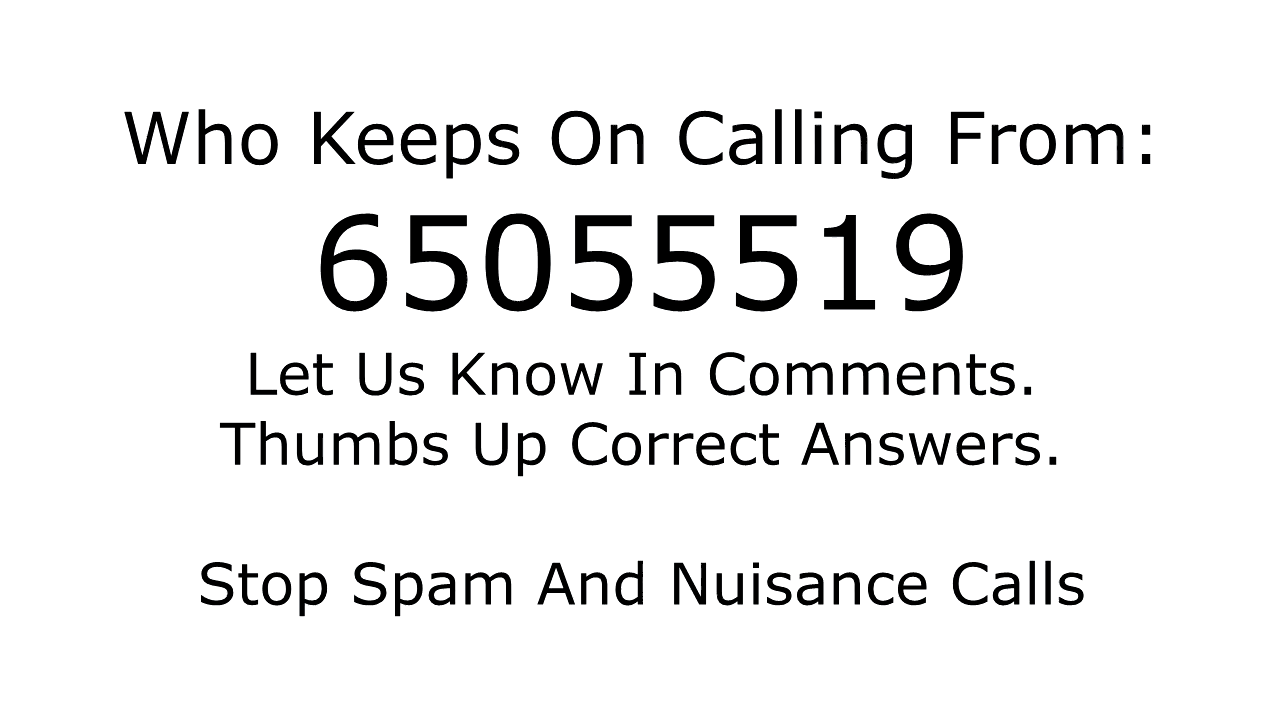 Who Keeps On Calling From:
65055519
Let Us Know In Comments.
Thumbs Up Correct Answers.
Stop Spam And Nuisance Calls